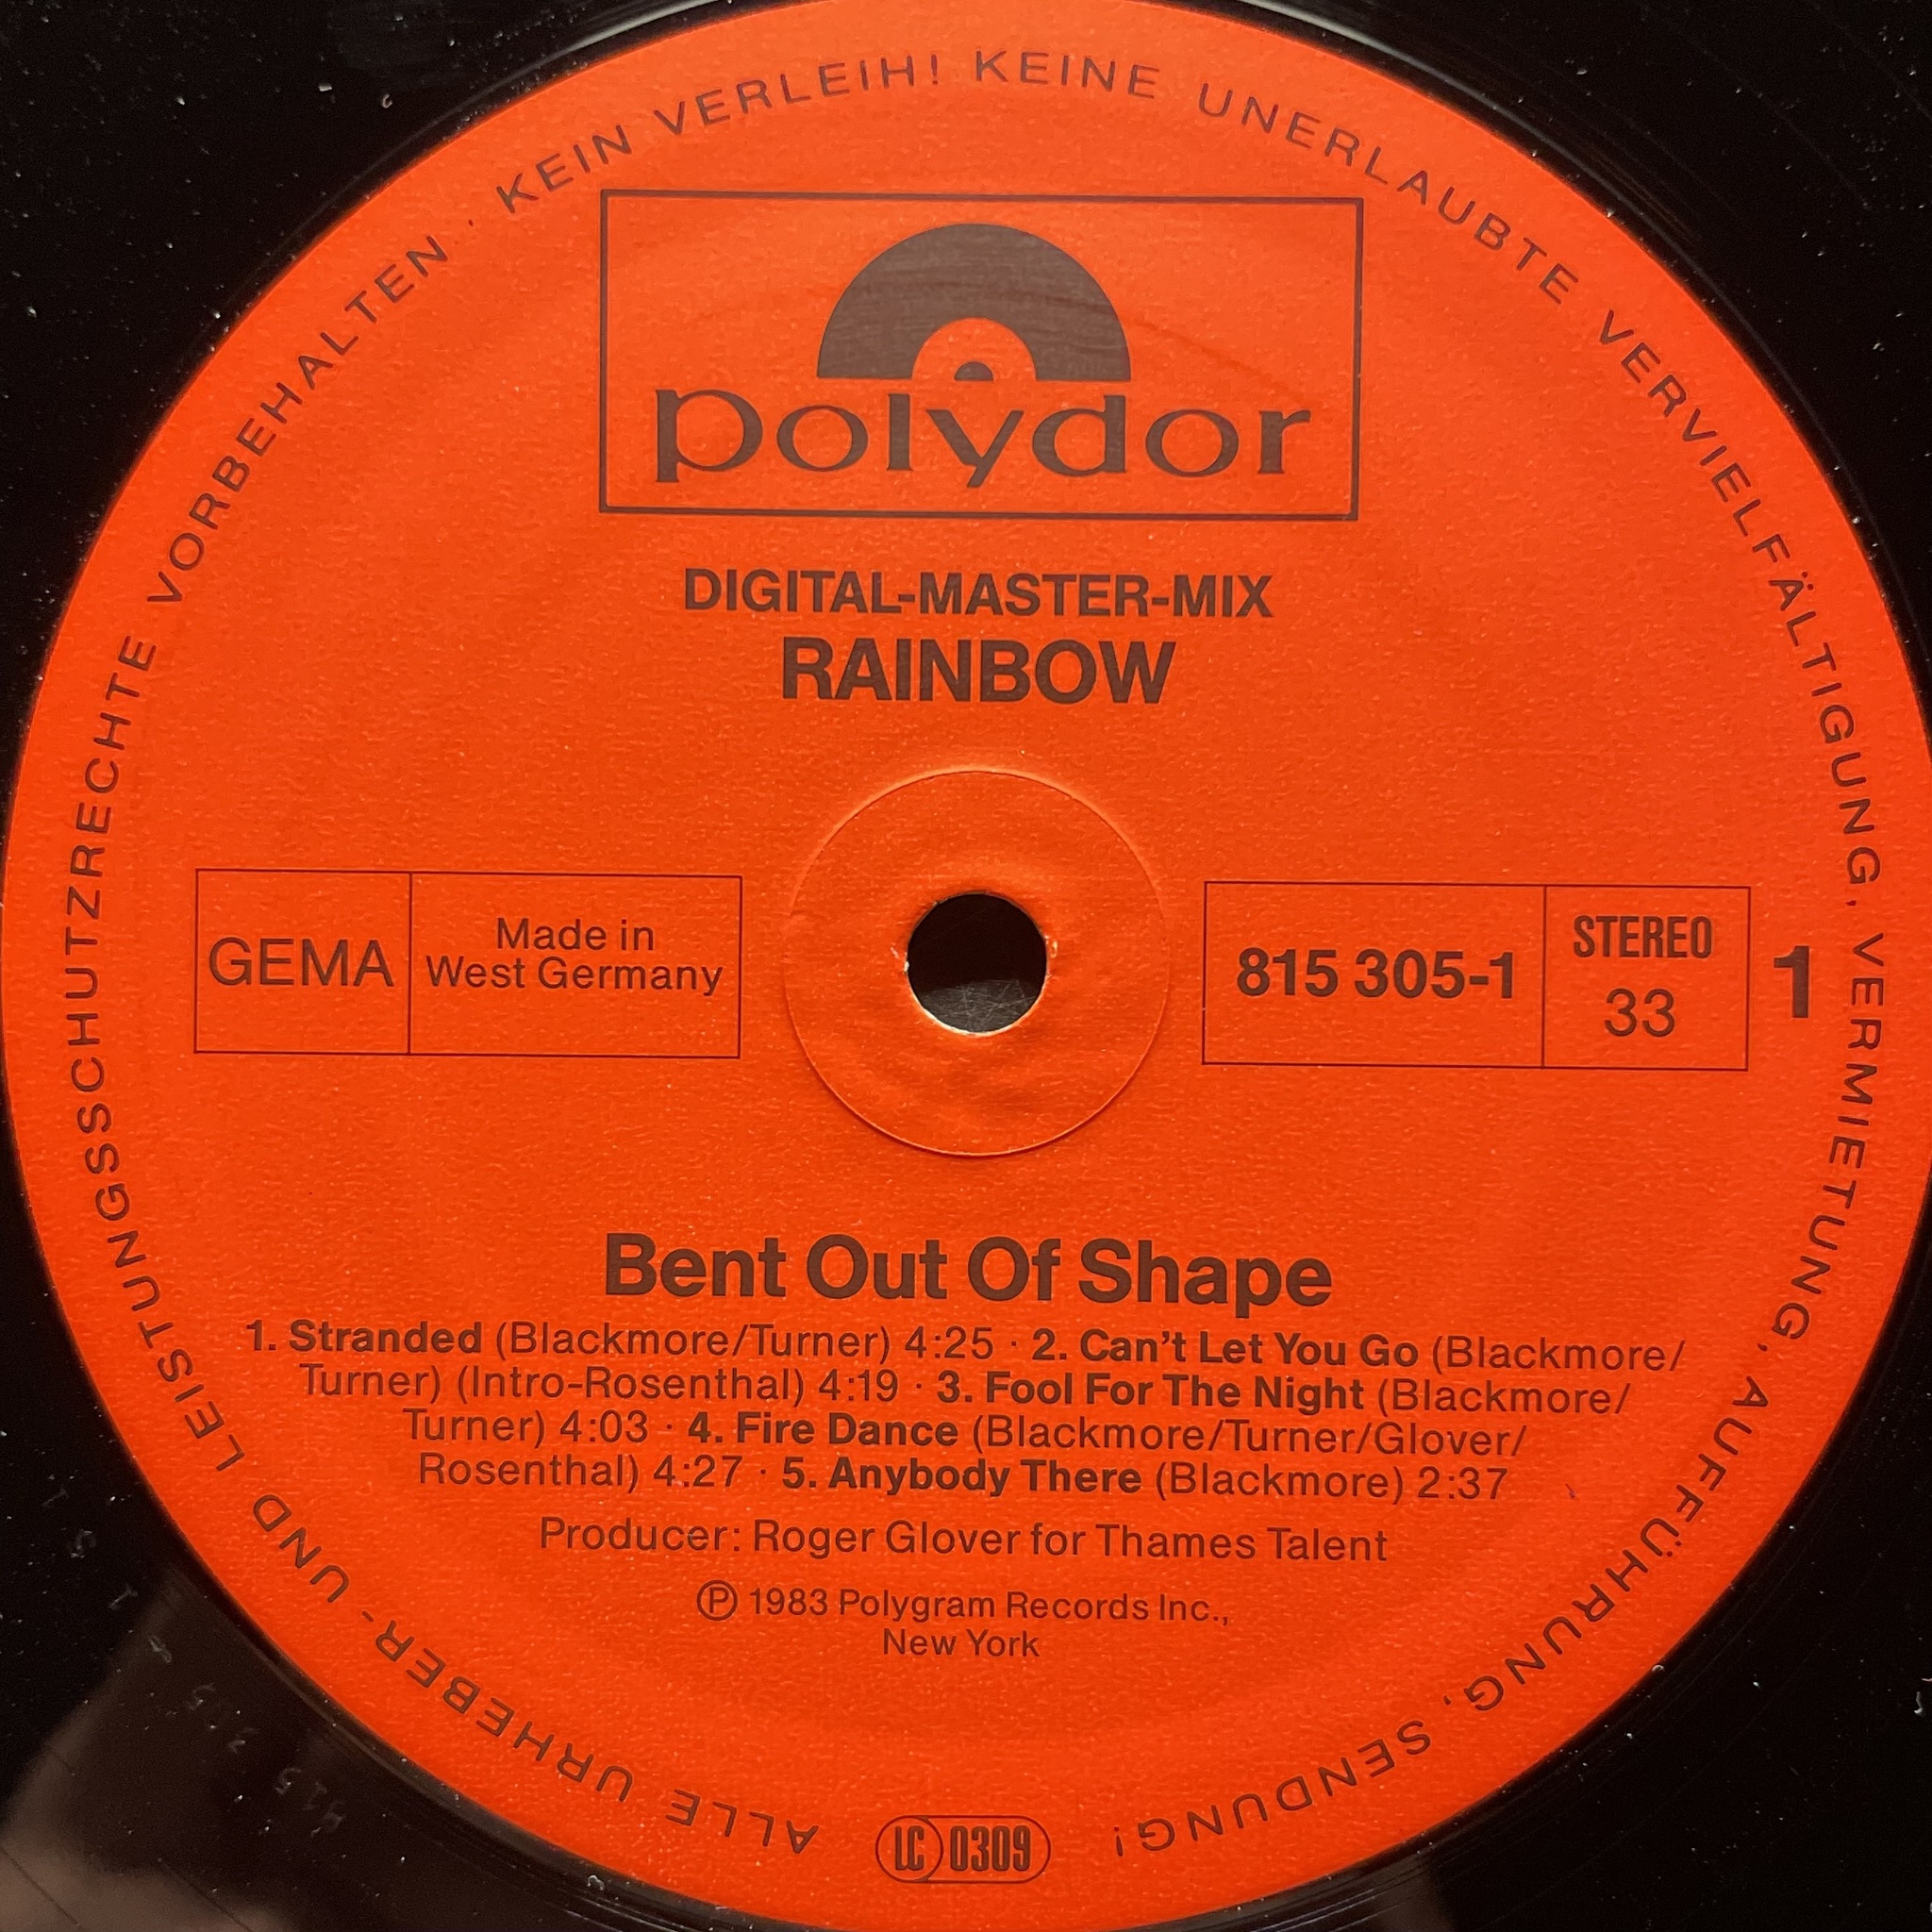 ALLE URHEBER- UND LEISTUNGSSCHUTZRECHTE VORBEHALTEN · KEIN VERLEIH! KEINE UNERLAUBTE VERVIELFÄLTIGUNG, VERMIETUNG, AUFFÜHRUNG, SENDUNG!
polydor
DIGITAL-MASTER-MIX
RAINBOW
GEMA
Made in
West Germany
815 305-1
STEREO
33
1
Bent Out Of Shape
1. Stranded (Blackmore/Turner) 4:25 · 2. Can't Let You Go (Blackmore/
Turner) (Intro-Rosenthal) 4:19 · 3. Fool For The Night (Blackmore/
Turner) 4:03 · 4. Fire Dance (Blackmore/Turner/Glover/
Rosenthal) 4:27 · 5. Anybody There (Blackmore) 2:37
Producer: Roger Glover for Thames Talent
Ⓟ 1983 Polygram Records Inc.,
New York
LC 0309